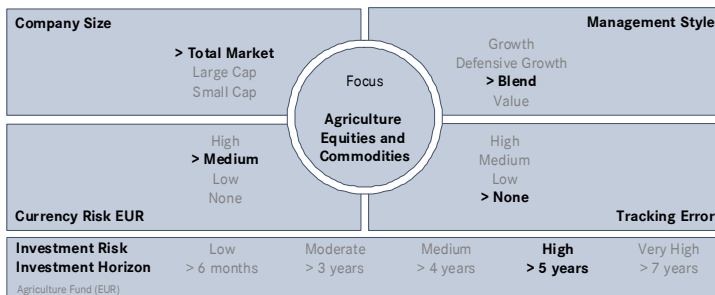 Company Size
> Total Market
Large Cap
Small Cap
Management Style
Growth
Defensive Growth
> Blend
Value
Focus
Agriculture
Equities and
Commodities
High
> Medium
Low
None
Currency Risk EUR
High
Medium
Low
> None
Tracking Error
Investment Risk Low Moderate Medium High Very High
Investment Horizon > 6 months > 3 years > 4 years > 5 years > 7 years
Agriculture Fund (EUR)